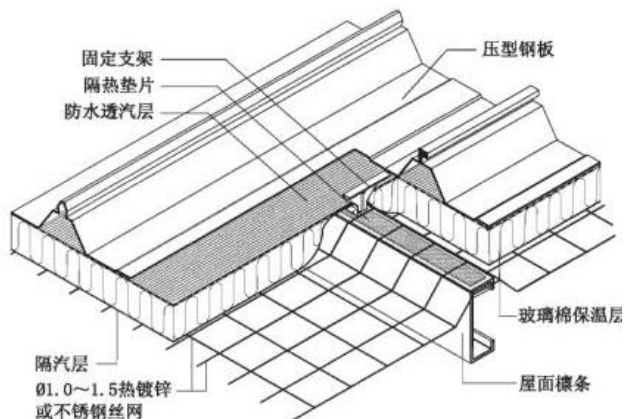 固定支架
隔热垫片
防水透汽层
压型钢板
玻璃棉保温层
隔汽层
Ø1.0～1.5热镀锌
或不锈钢丝网
屋面檩条